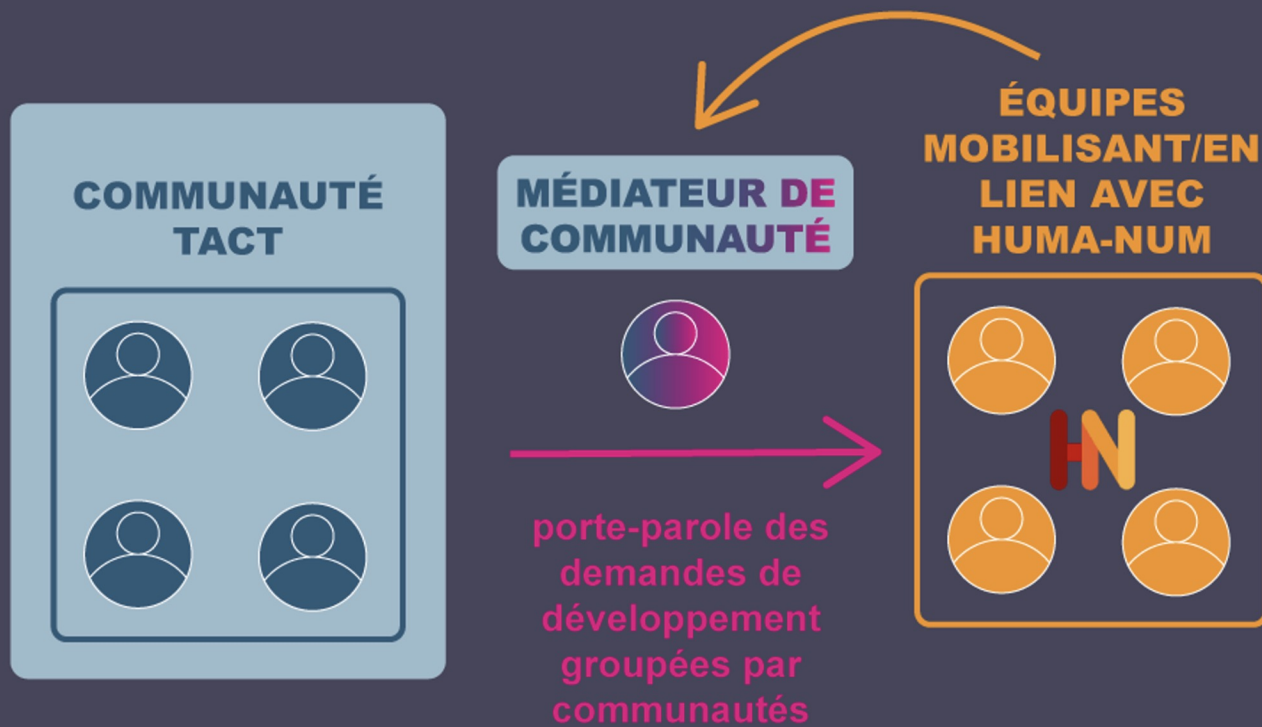 COMMUNAUTÉ
TACT
MÉDIATEUR DE
COMMUNAUTÉ
porte-parole des
demandes de
développement
groupées par
communautés
ÉQUIPES
MOBILISANT/EN
LIEN AVEC
HUMA-NUM
HN